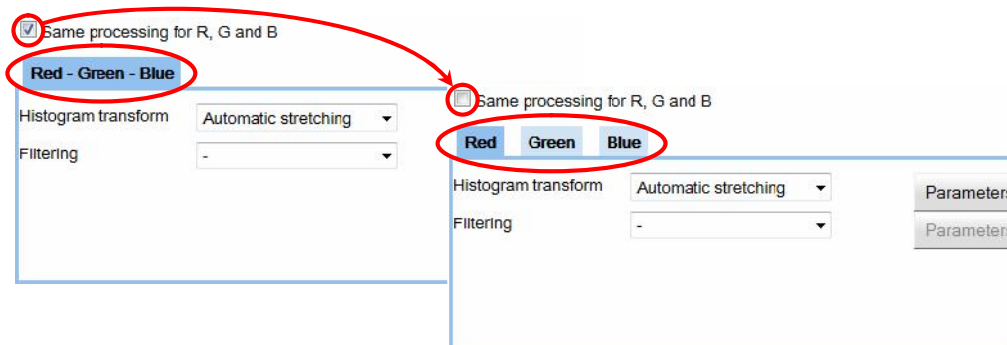 Same processing for R, G and B
Red - Green - Blue
Histogram transform Automatic stretching
Filtering -
Same processing for R, G and B
Red Green Blue
Histogram transform Automatic stretching Parameters
Filtering - Parameters